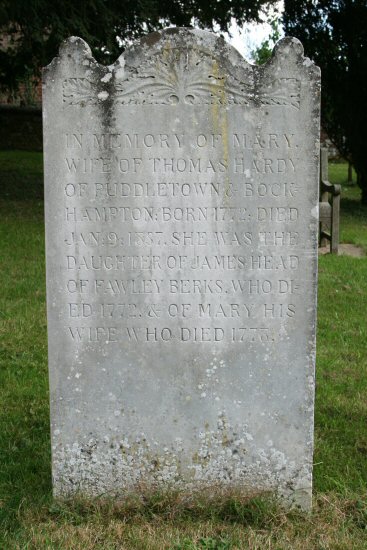 IN MEMORY OF MARY,
WIFE OF THOMAS HARDY
OF PUDDLETOWN & BOCK-
HAMPTON: BORN 1772: DIED
JAN. 9: 1857. SHE WAS THE
DAUGHTER OF JAMES HEAD
OF FAWLEY BERKS, WHO DI-
ED 1772, & OF MARY HIS
WIFE WHO DIED 1773.